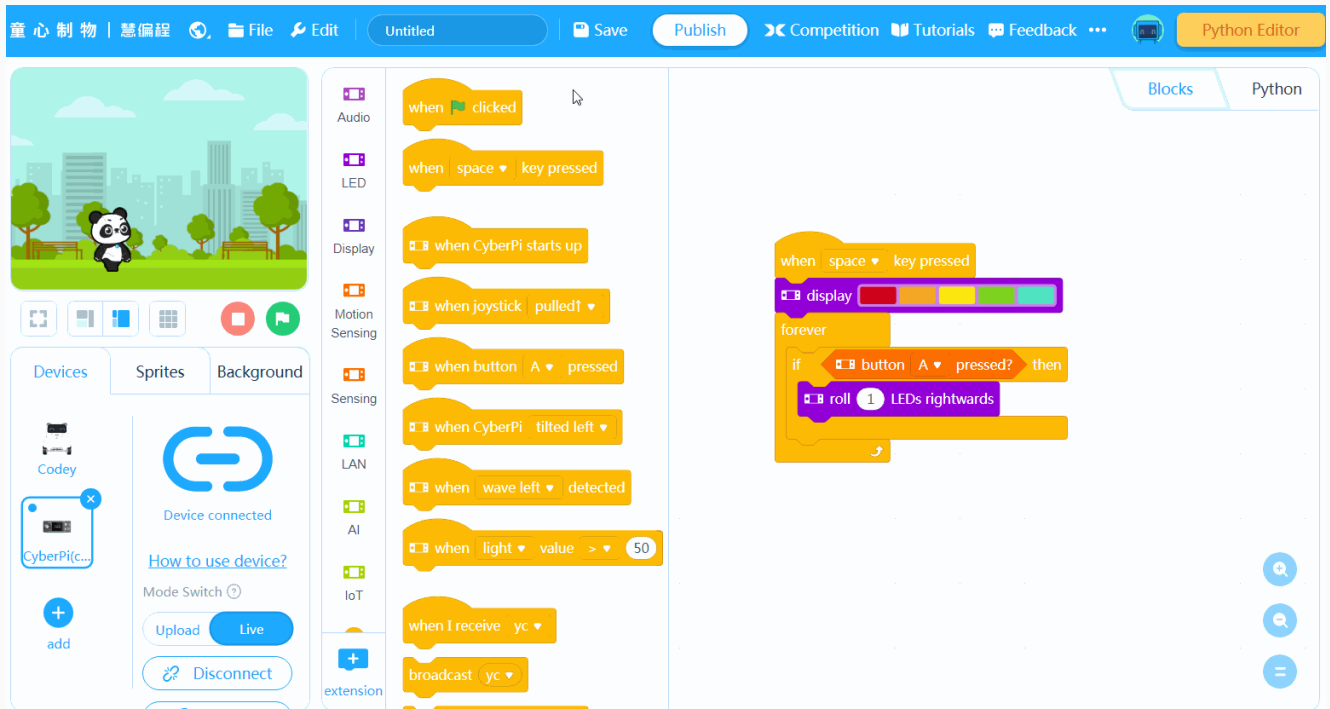 童心制物 | 慧偏程 File Edit Untitled Save Publish Competition Tutorials Feedback ••• Python Editor
Blocks Python
Audio
LED
Display
Motion
Sensing
Sensing
LAN
AI
IoT
extension
when clicked
when space key pressed
when CyberPi starts up
when joystick pulled↑
when button A pressed
when CyberPi tilted left
when wave left detected
when light value > 50
when I receive yc
broadcast yc
when space key pressed
display
forever
if button A pressed? then
roll 1 LEDs rightwards
Devices Sprites Background
Codey
CyberPi(c...
add
Device connected
How to use device?
Mode Switch ?
Upload Live
Disconnect